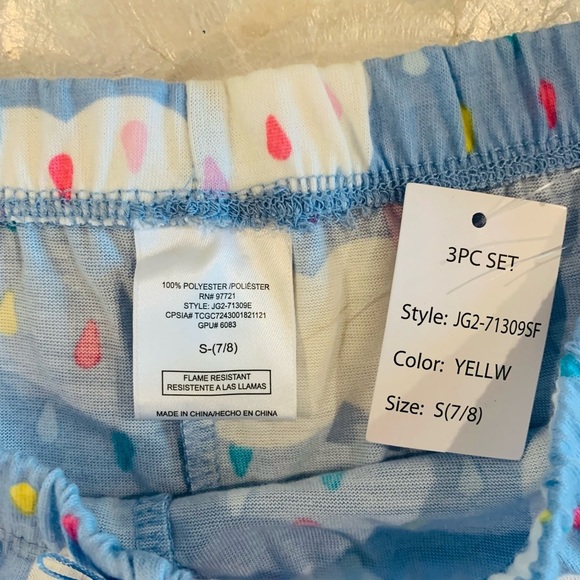 100% POLYESTER /POLIÉSTER
RN# 97721
STYLE: JG2-71309E
CPSIA# TCGC7243001821121
GPU# 6083
S-(7/8)
FLAME RESISTANT
RESISTENTE A LAS LLAMAS
MADE IN CHINA/HECHO EN CHINA
3PC SET
Style: JG2-71309SF
Color: YELLW
Size: S(7/8)